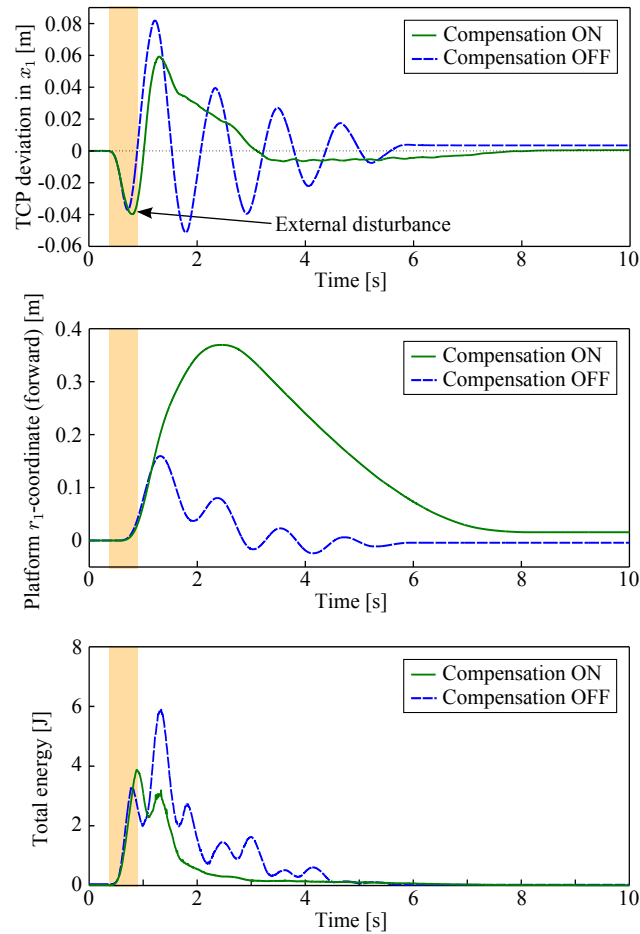 TCP deviation in x₁ [m]
0.08
0.06
0.04
0.02
0
-0.02
-0.04
0.06
Compensation ON
Compensation OFF
External disturbance
0 2 4 6 8 10
Time [s]
Platform r₁-coordinate (forward) [m]
0.4
0.3
0.2
0.1
0
Compensation ON
Compensation OFF
0 2 4 6 8 10
Time [s]
Total energy [J]
8
6
4
2
0
Compensation ON
Compensation OFF
0 1 2 3 4 6 8 10
Time [s]